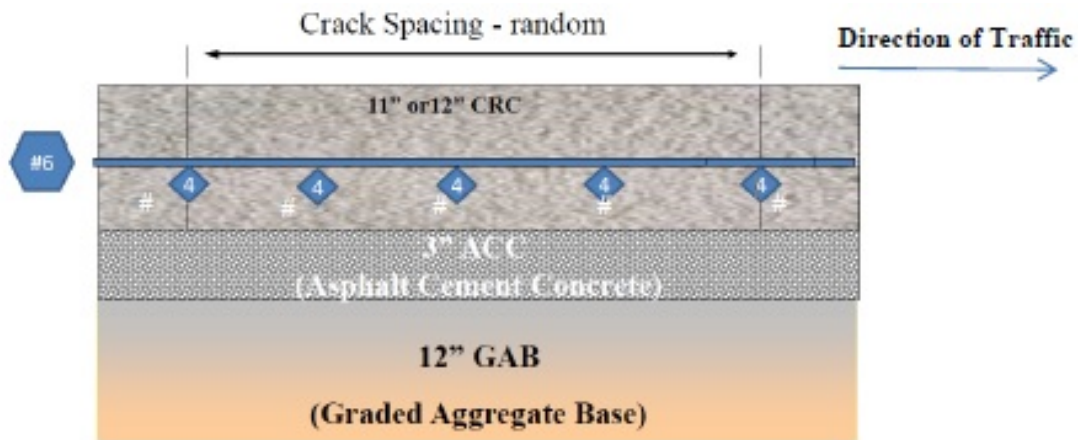 Crack Spacing - random
Direction of Traffic
11” or12” CRC
#6
4 4 4 4 4
# # # # #
3” ACC
(Asphalt Cement Concrete)
12” GAB
(Graded Aggregate Base)